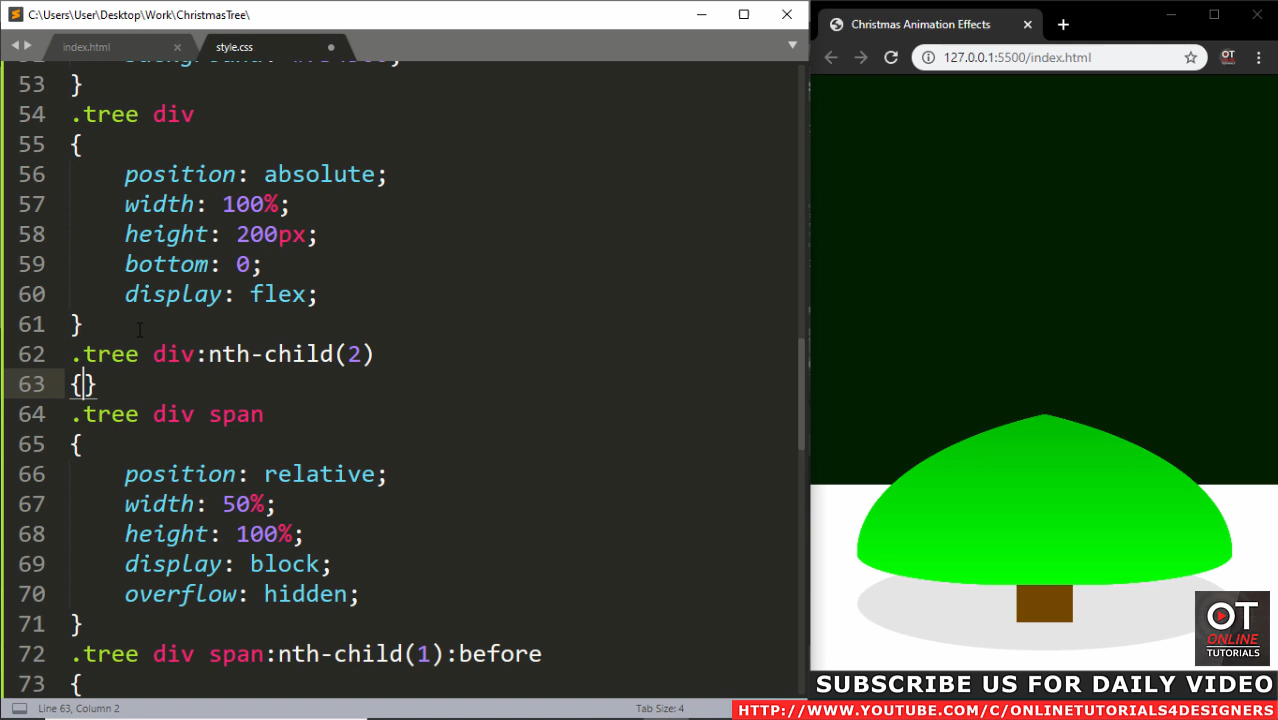 C:\Users\User\Desktop\Work\ChristmasTree\
index.html
style.css
Christmas Animation Effects
127.0.0.1:5500/index.html
53 }
54 .tree div
55 {
56 position: absolute;
57 width: 100%;
58 height: 200px;
59 bottom: 0;
60 display: flex;
61 }
62 .tree div:nth-child(2)
63 {}
64 .tree div span
65 {
66 position: relative;
67 width: 50%;
68 height: 100%;
69 display: block;
70 overflow: hidden;
71 }
72 .tree div span:nth-child(1):before
73 {
Line 63, Column 2
Tab Size: 4
OT
OT
ONLINE
TUTORIALS
SUBSCRIBE US FOR DAILY VIDEO
HTTP://WWW.YOUTUBE.COM/C/ONLINETUTORIALS4DESIGNERS